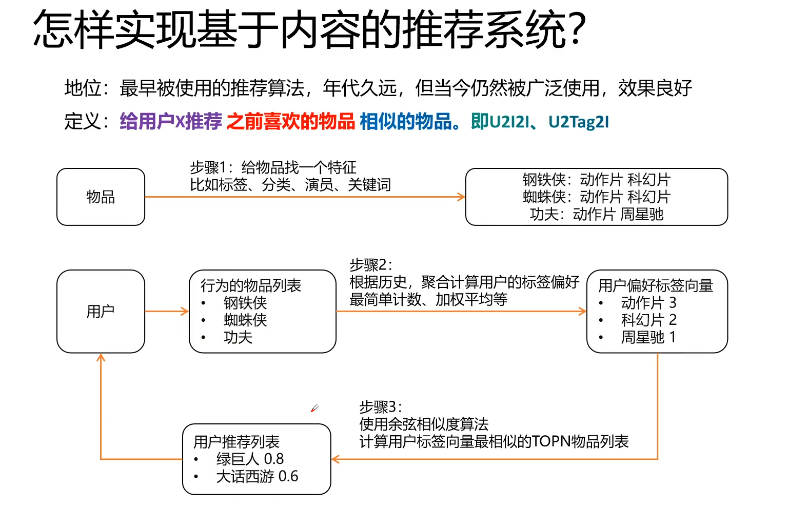 怎样实现基于内容的推荐系统？
地位：最早被使用的推荐算法，年代久远，但当今仍然被广泛使用，效果良好
定义：给用户X推荐 之前喜欢的物品 相似的物品。即U2I2I、U2Tag2I
物品
步骤1：给物品找一个特征
比如标签、分类、演员、关键词
钢铁侠：动作片 科幻片
蜘蛛侠：动作片 科幻片
功夫：动作片 周星驰
用户
行为的物品列表
• 钢铁侠
• 蜘蛛侠
• 功夫
步骤2：
根据历史，聚合计算用户的标签偏好
最简单计数、加权平均等
用户偏好标签向量
• 动作片 3
• 科幻片 2
• 周星驰 1
步骤3：
使用余弦相似度算法
计算用户标签向量最相似的TOPN物品列表
用户推荐列表
• 绿巨人 0.8
• 大话西游 0.6